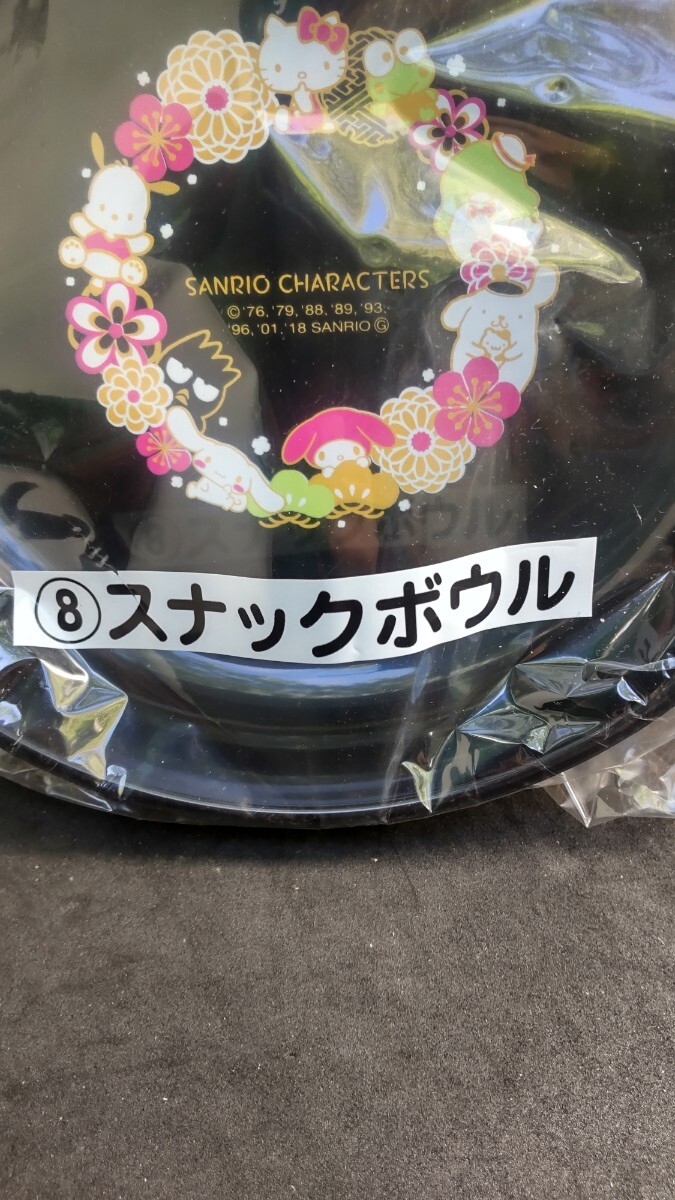 SANRIO CHARACTERS
© '76, '79, '88, '89, '93,
'96, '01, '18 SANRIO Ⓖ
⑧スナックボウル